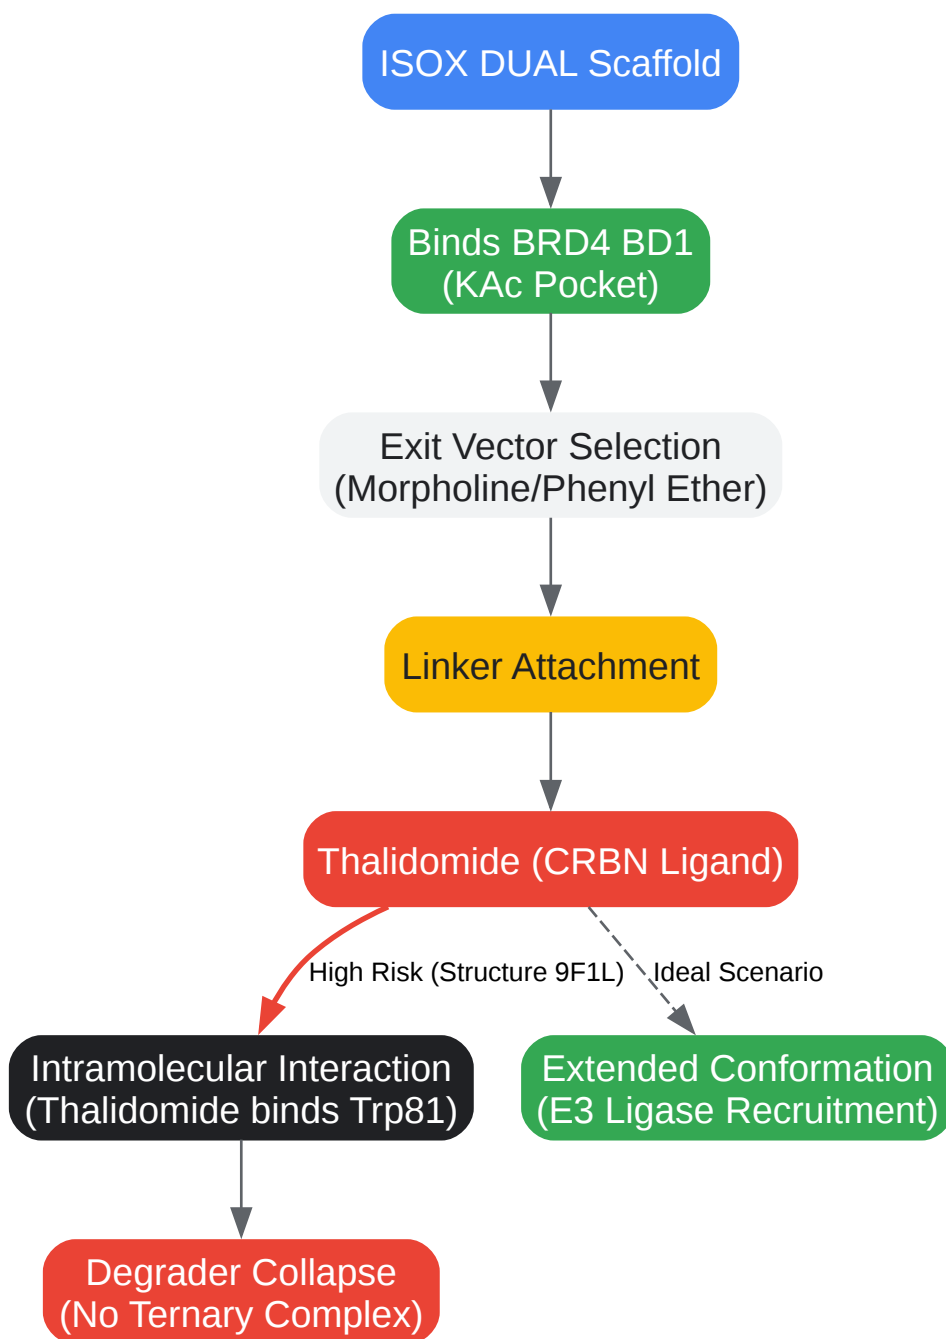 ISOX DUAL Scaffold
Binds BRD4 BD1
(KAc Pocket)
Exit Vector Selection
(Morpholine/Phenyl Ether)
Linker Attachment
Thalidomide (CRBN Ligand)
High Risk (Structure 9F1L)
Ideal Scenario
Intramolecular Interaction
(Thalidomide binds Trp81)
Extended Conformation
(E3 Ligase Recruitment)
Degrader Collapse
(No Ternary Complex)